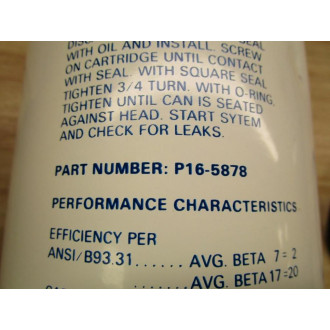 WITH OIL AND INSTALL. SCREW
ON CARTRIDGE UNTIL CONTACT
WITH SEAL. WITH SQUARE SEAL
TIGHTEN 3/4 TURN. WITH O-RING.
TIGHTEN UNTIL CAN IS SEATED
AGAINST HEAD. START SYTEM
AND CHECK FOR LEAKS.
PART NUMBER: P16-5878
PERFORMANCE CHARACTERISTICS
EFFICIENCY PER
ANSI/B93.31...... AVG. BETA 7=2
..... AVG. BETA 17=20